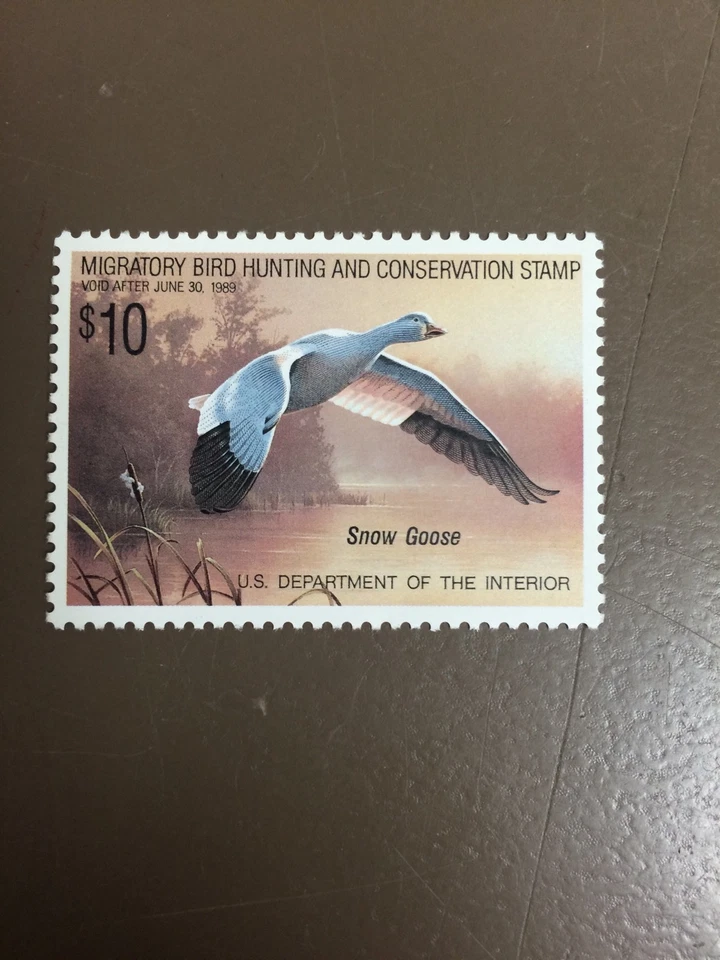 MIGRATORY BIRD HUNTING AND CONSERVATION STAMP
VOID AFTER JUNE 30, 1989
$10
Snow Goose
U.S. DEPARTMENT OF THE INTERIOR